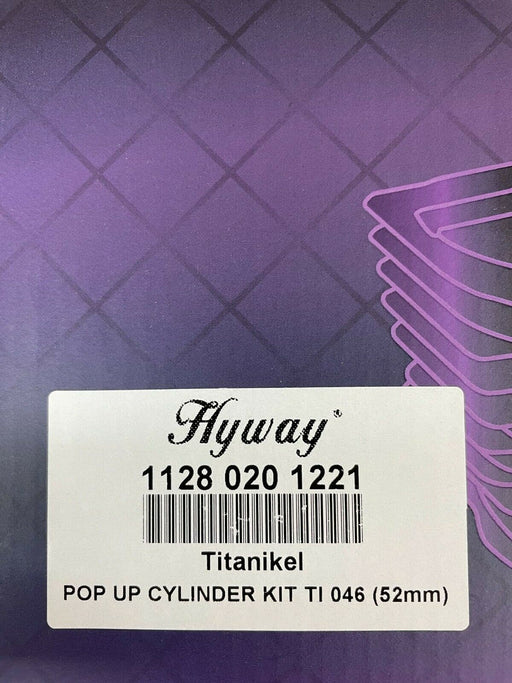 Hyway®
1128 020 1221
Titanikel
POP UP CYLINDER KIT TI 046 (52mm)